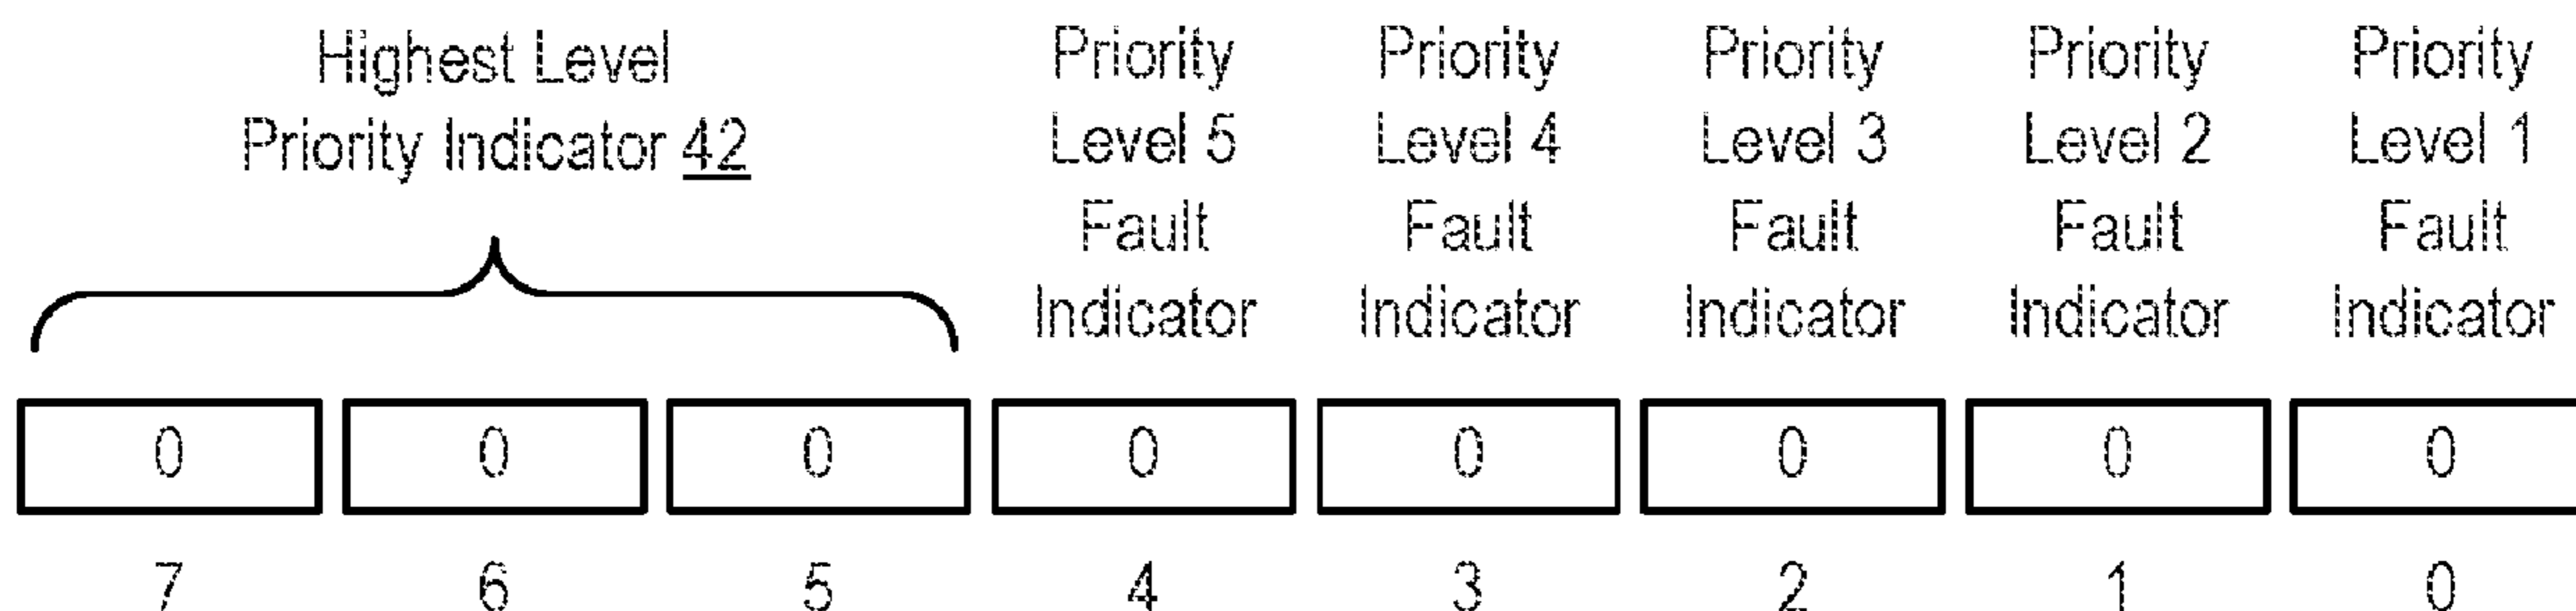 Highest Level
Priority Indicator 42
Priority
Level 5
Fault
Indicator
Priority
Level 4
Fault
Indicator
Priority
Level 3
Fault
Indicator
Priority
Level 2
Fault
Indicator
Priority
Level 1
Fault
Indicator
0 0 0 0 0 0 0 0
7 6 5 4 3 2 1 0